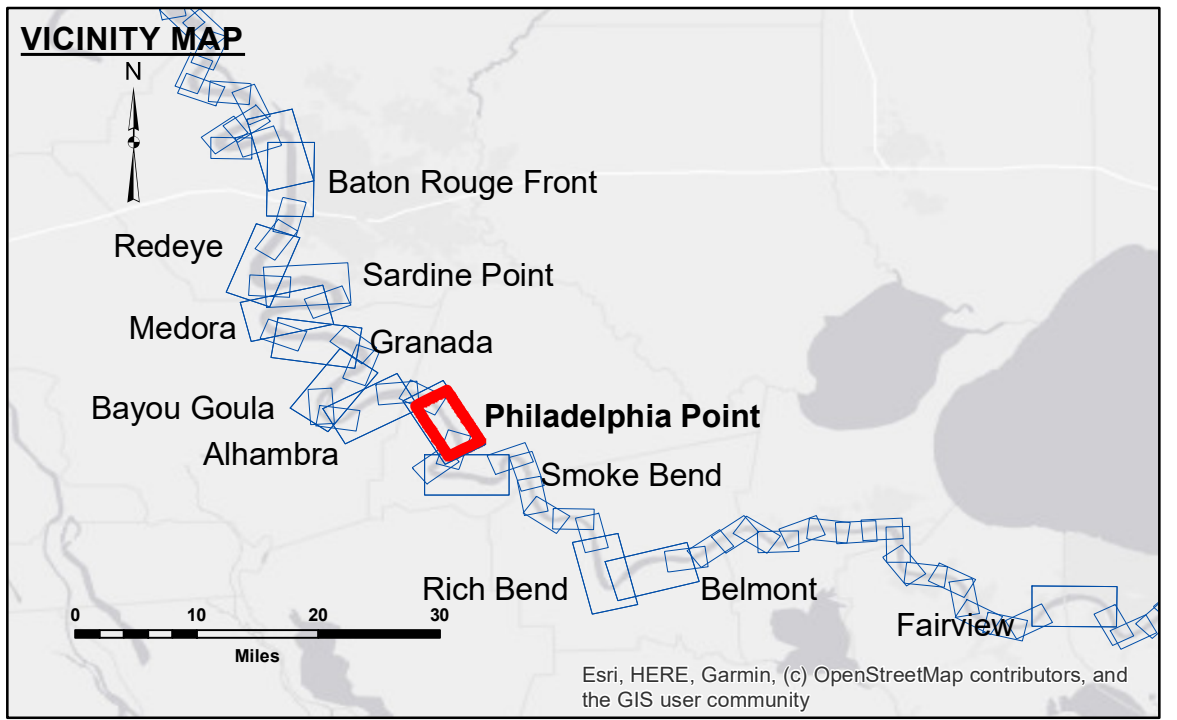 VICINITY MAP
N
Baton Rouge Front
Redeye
Sardine Point
Medora
Granada
Bayou Goula
Philadelphia Point
Alhambra
Smoke Bend
Rich Bend
Belmont
0 10 20 30
Miles
Fairview
Esri, HERE, Garmin, (c) OpenStreetMap contributors, and
the GIS user community